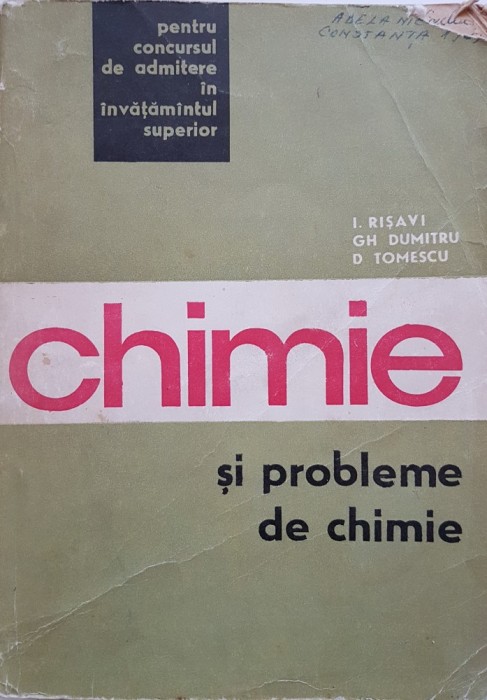 pentru
concursul
de admitere
în
învățămîntul
superior
ADELA
CONSTANȚA
I. RIȘAVI
GH DUMITRU
D TOMESCU
chimie
și probleme
de chimie